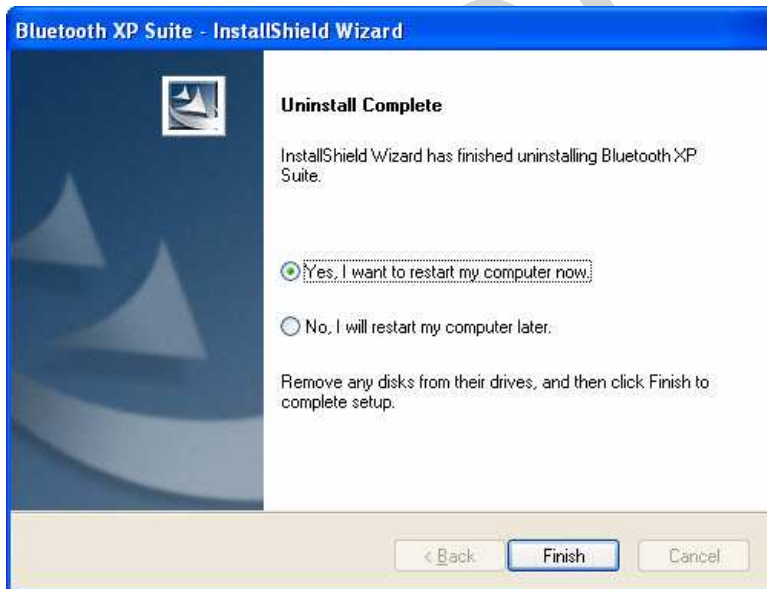 Bluetooth XP Suite - InstallShield Wizard
Uninstall Complete
InstallShield Wizard has finished uninstalling Bluetooth XP
Suite.
Yes, I want to restart my computer now.
No, I will restart my computer later.
Remove any disks from their drives, and then click Finish to
complete setup.
< Back
Finish
Cancel